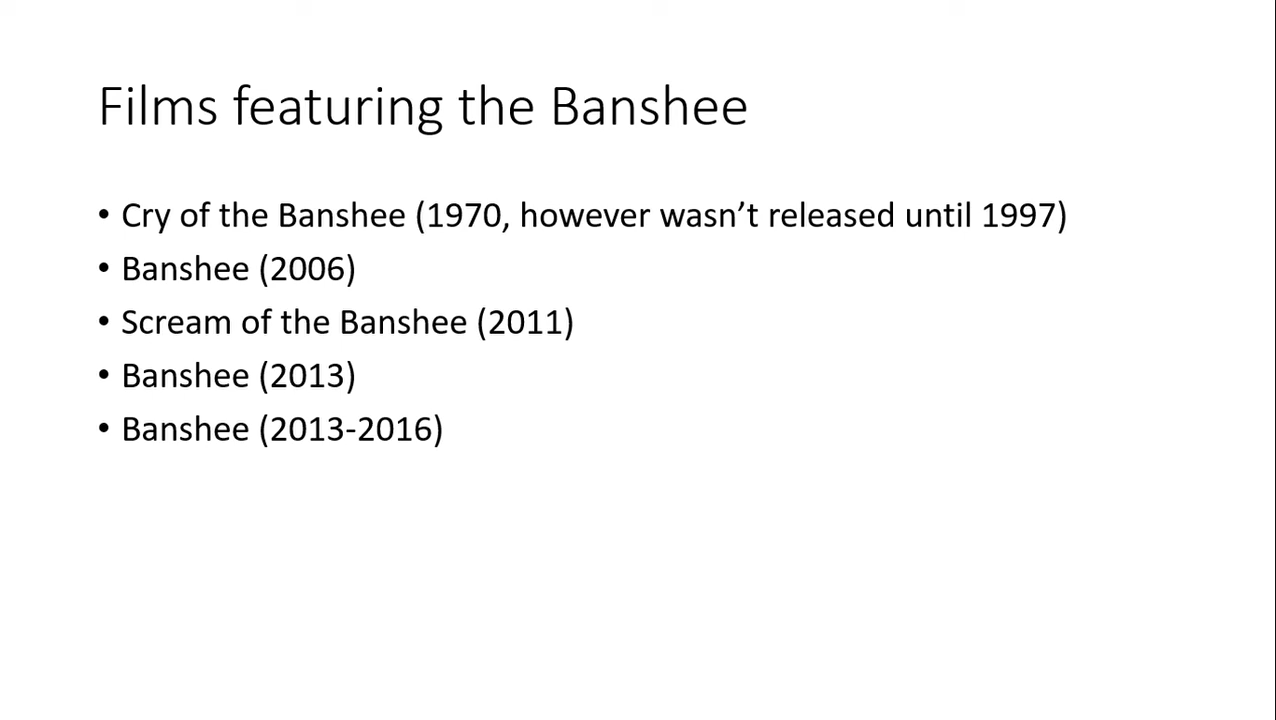 Films featuring the Banshee
• Cry of the Banshee (1970, however wasn’t released until 1997)
• Banshee (2006)
• Scream of the Banshee (2011)
• Banshee (2013)
• Banshee (2013-2016)